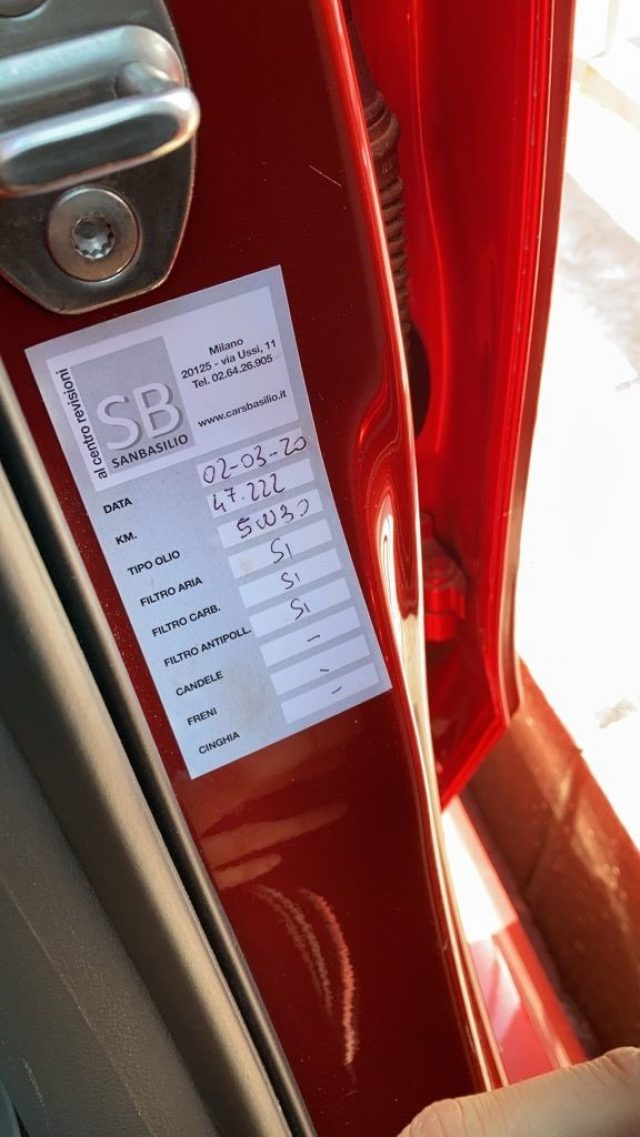 al centro revisioni
SB
SANBASILIO
Milano
20125 - via Ussi, 11
Tel. 02.64.26.905
www.carsbasilio.it
DATA 02-03-20
KM. 47.222
TIPO OLIO 5W30
FILTRO ARIA SI
FILTRO CARB. SI
FILTRO ANTIPOLL. SI
CANDELE -
FRENI -
CINGHIA -